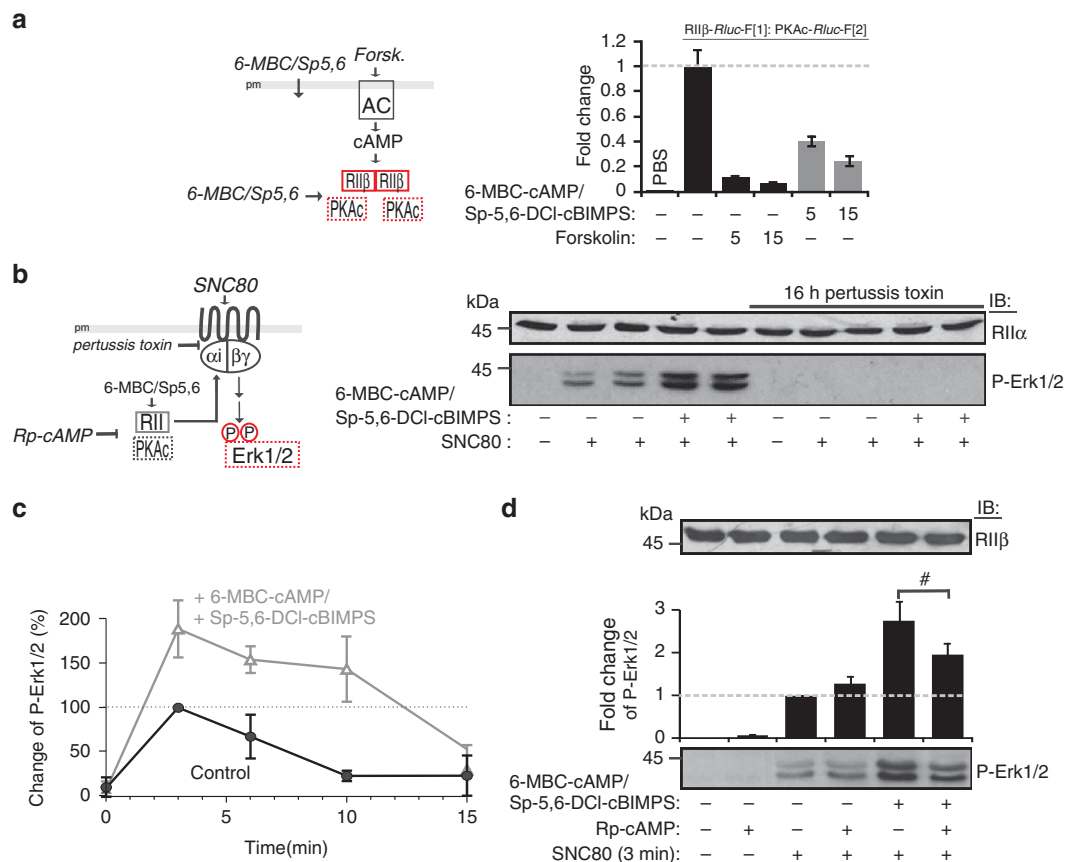 a
6-MBC/Sp5,6
Forsk.
pm
AC
cAMP
RIIβ RIIβ
6-MBC/Sp5,6
PKAc PKAc
RIIβ-Rluc-F[1]: PKAc-Rluc-F[2]
Fold change
1.2
1
0.8
0.6
0.4
0.2
0
PBS
6-MBC-cAMP/
Sp-5,6-DCl-cBIMPS: – – – – 5 15
Forskolin: – – 5 15 – –
b
SNC80
pm
pertussis toxin
αi βγ
6-MBC/Sp5,6
RII
Rp-cAMP
PKAc
P P
Erk1/2
16 h pertussis toxin
kDa
IB:
45
RIIα
45
P-Erk1/2
6-MBC-cAMP/
Sp-5,6-DCl-cBIMPS : – – – + + – – – + +
SNC80 : – + + + + – + + + +
c
Change of P-Erk1/2 (%)
200
150
100
50
0
+ 6-MBC-cAMP/
+ Sp-5,6-DCl-cBIMPS
Control
0 5 10 15
Time(min)
d
kDa
IB:
45
RIIβ
#
Fold change
of P-Erk1/2
3
2
1
0
45
P-Erk1/2
6-MBC-cAMP/
Sp-5,6-DCl-cBIMPS: – – – – + +
Rp-cAMP: – + – + – +
SNC80 (3 min): – – + + + +